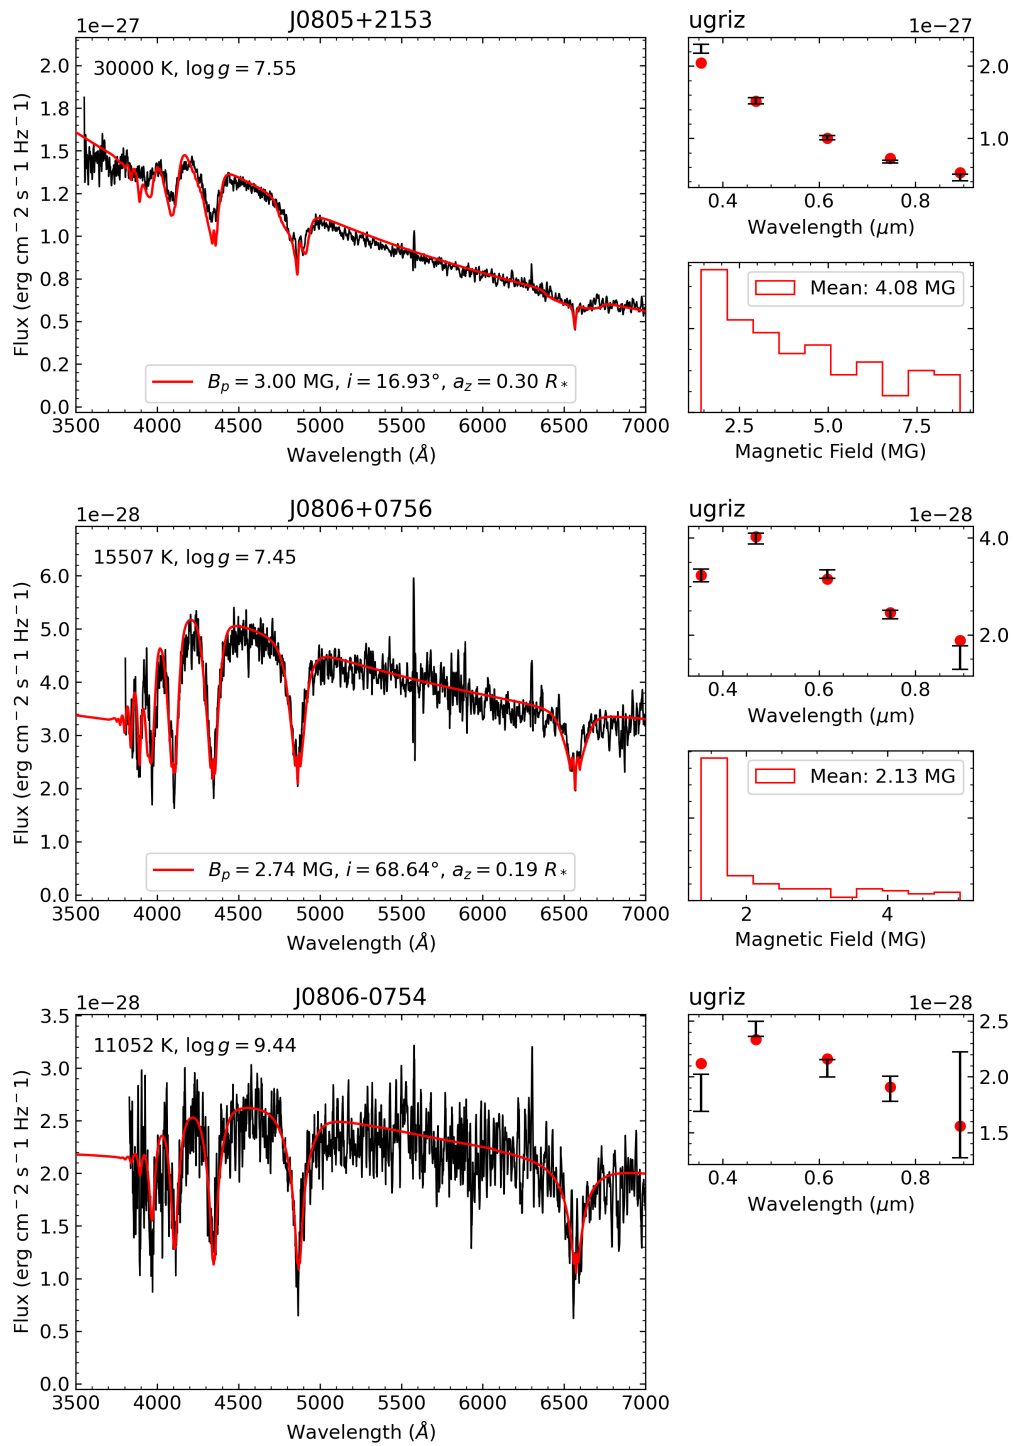 J0805+2153
1e−27
30000 K, log g = 7.55
Flux (erg cm−2 s−1 Hz−1)
2.0
1.8
1.5
1.2
1.0
0.8
0.5
0.2
0.0
B_p = 3.00 MG, i = 16.93°, a_z = 0.30 R_*
3500 4000 4500 5000 5500 6000 6500 7000
Wavelength (Å)
ugriz
1e−27
2.0
1.0
0.4 0.6 0.8
Wavelength (μm)
Mean: 4.08 MG
2.5 5.0 7.5
Magnetic Field (MG)
J0806+0756
1e−28
15507 K, log g = 7.45
Flux (erg cm−2 s−1 Hz−1)
6.0
5.0
4.0
3.0
2.0
1.0
0.0
B_p = 2.74 MG, i = 68.64°, a_z = 0.19 R_*
3500 4000 4500 5000 5500 6000 6500 7000
Wavelength (Å)
ugriz
1e−28
4.0
2.0
0.4 0.6 0.8
Wavelength (μm)
Mean: 2.13 MG
2 4
Magnetic Field (MG)
J0806-0754
1e−28
11052 K, log g = 9.44
Flux (erg cm−2 s−1 Hz−1)
3.5
3.0
2.5
2.0
1.5
1.0
0.5
0.0
3500 4000 4500 5000 5500 6000 6500 7000
Wavelength (Å)
ugriz
1e−28
2.5
2.0
1.5
0.4 0.6 0.8
Wavelength (μm)